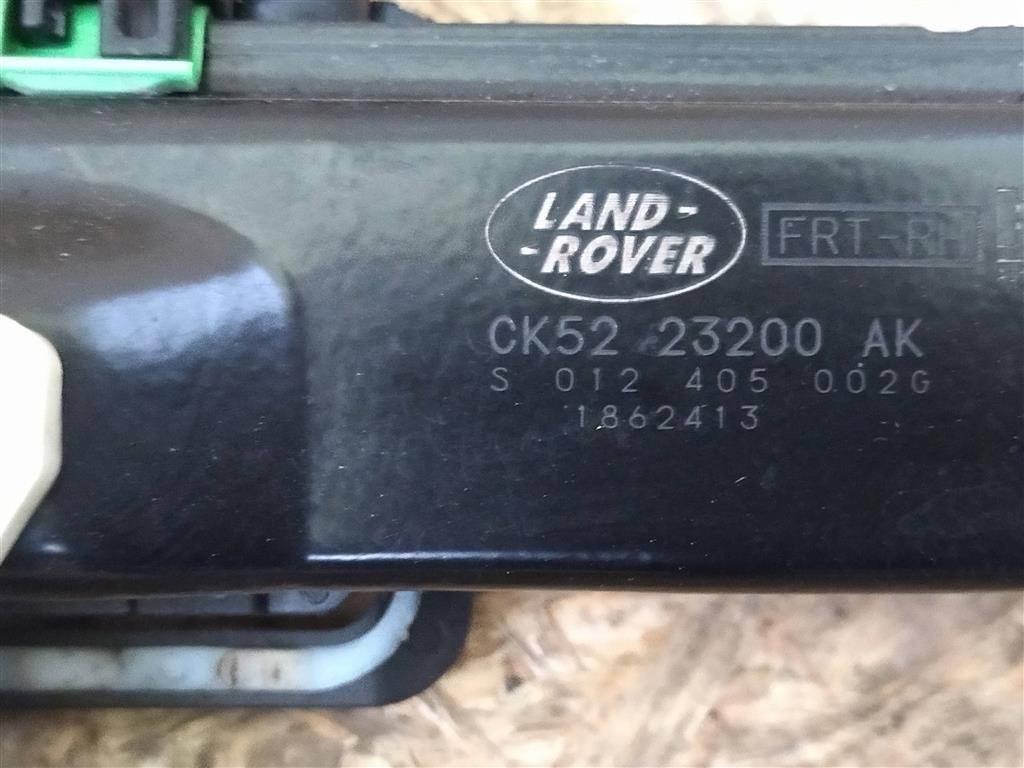 LAND-
-ROVER
FRT-RH
CK52 23200 AK
S 012 405 002G
1862413